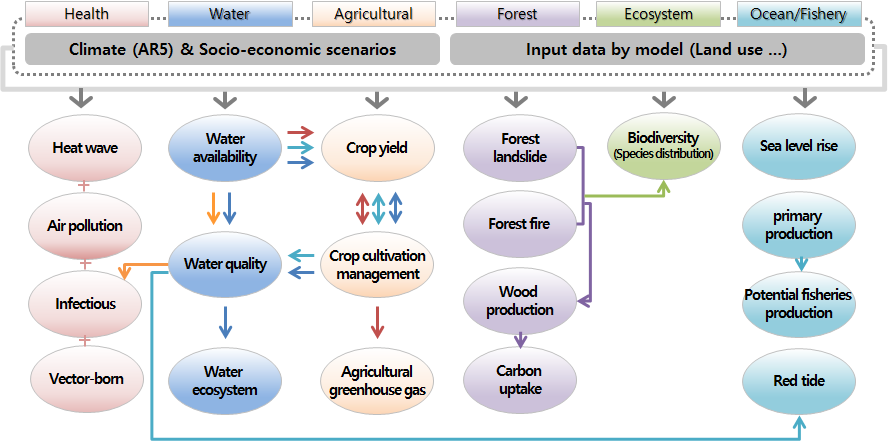 Health
Water
Agricultural
Forest
Ecosystem
Ocean/Fishery
Climate (AR5) & Socio-economic scenarios
Input data by model (Land use ...)
Heat wave
Water
availability
Crop yield
Forest
landslide
Biodiversity
(Species distribution)
Sea level rise
Air pollution
Forest fire
primary
production
Water quality
Crop cultivation
management
Infectious
Wood
production
Potential fisheries
production
Vector-born
Water
ecosystem
Agricultural
greenhouse gas
Carbon
uptake
Red tide